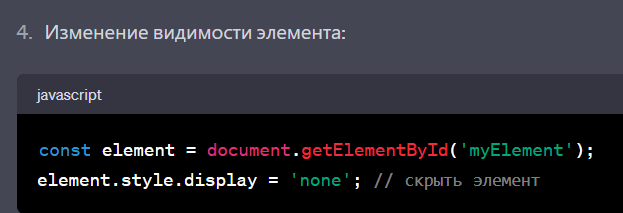 4. Изменение видимости элемента:
javascript
const element = document.getElementById('myElement');
element.style.display = 'none'; // скрыть элемент